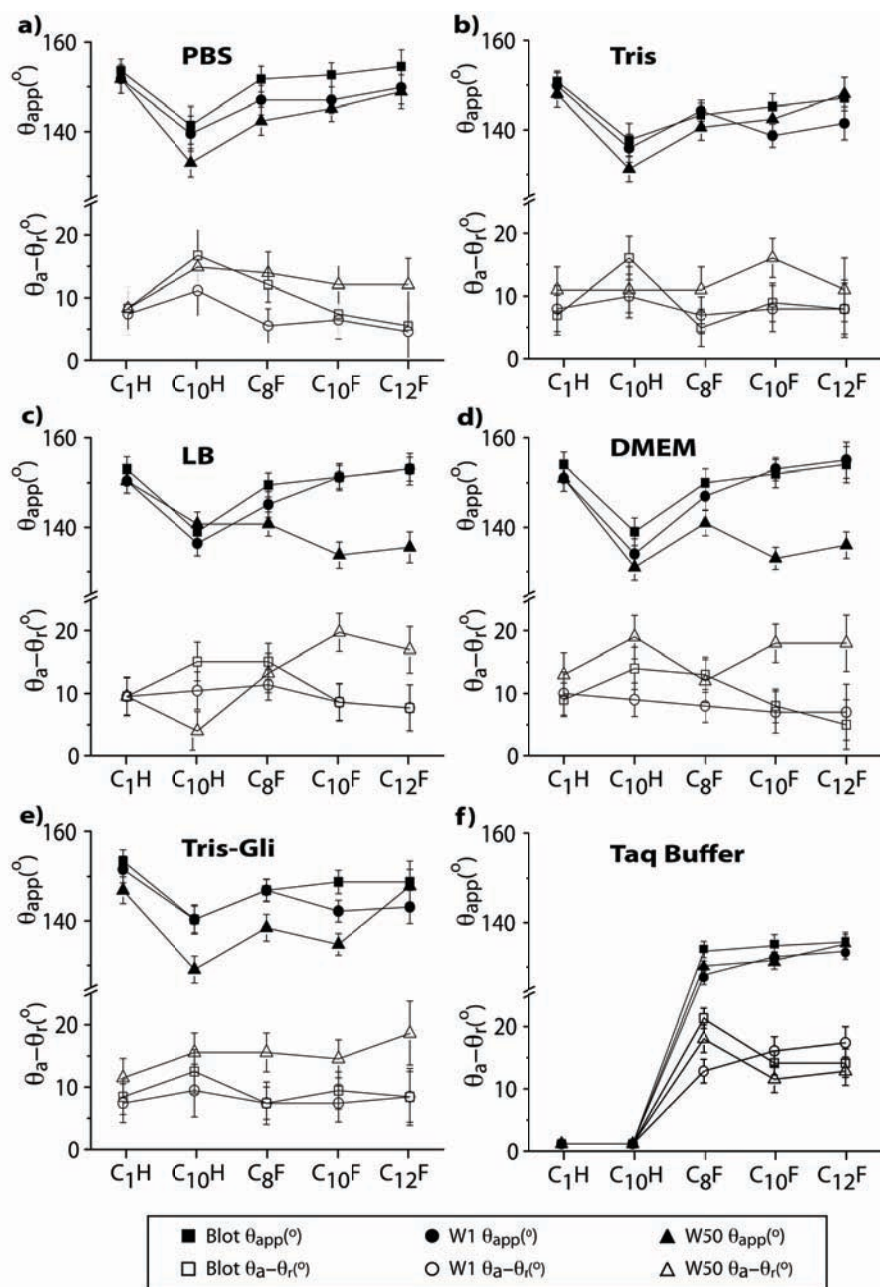 a)
PBS
160
140
θapp(°)
20
10
0
θa–θr(°)
C1H C10H C8F C10F C12F
b)
Tris
160
140
θapp(°)
20
10
0
θa–θr(°)
C1H C10H C8F C10F C12F
c)
LB
160
140
θapp(°)
20
10
0
θa–θr(°)
C1H C10H C8F C10F C12F
d)
DMEM
160
140
θapp(°)
20
10
0
θa–θr(°)
C1H C10H C8F C10F C12F
e)
Tris-Gli
160
140
θapp(°)
20
10
0
θa–θr(°)
C1H C10H C8F C10F C12F
f)
Taq Buffer
160
130
θapp(°)
20
10
0
θa–θr(°)
C1H C10H C8F C10F C12F
Blot θapp(°) W1 θapp(°) W50 θapp(°)
Blot θa–θr(°) W1 θa–θr(°) W50 θa–θr(°)